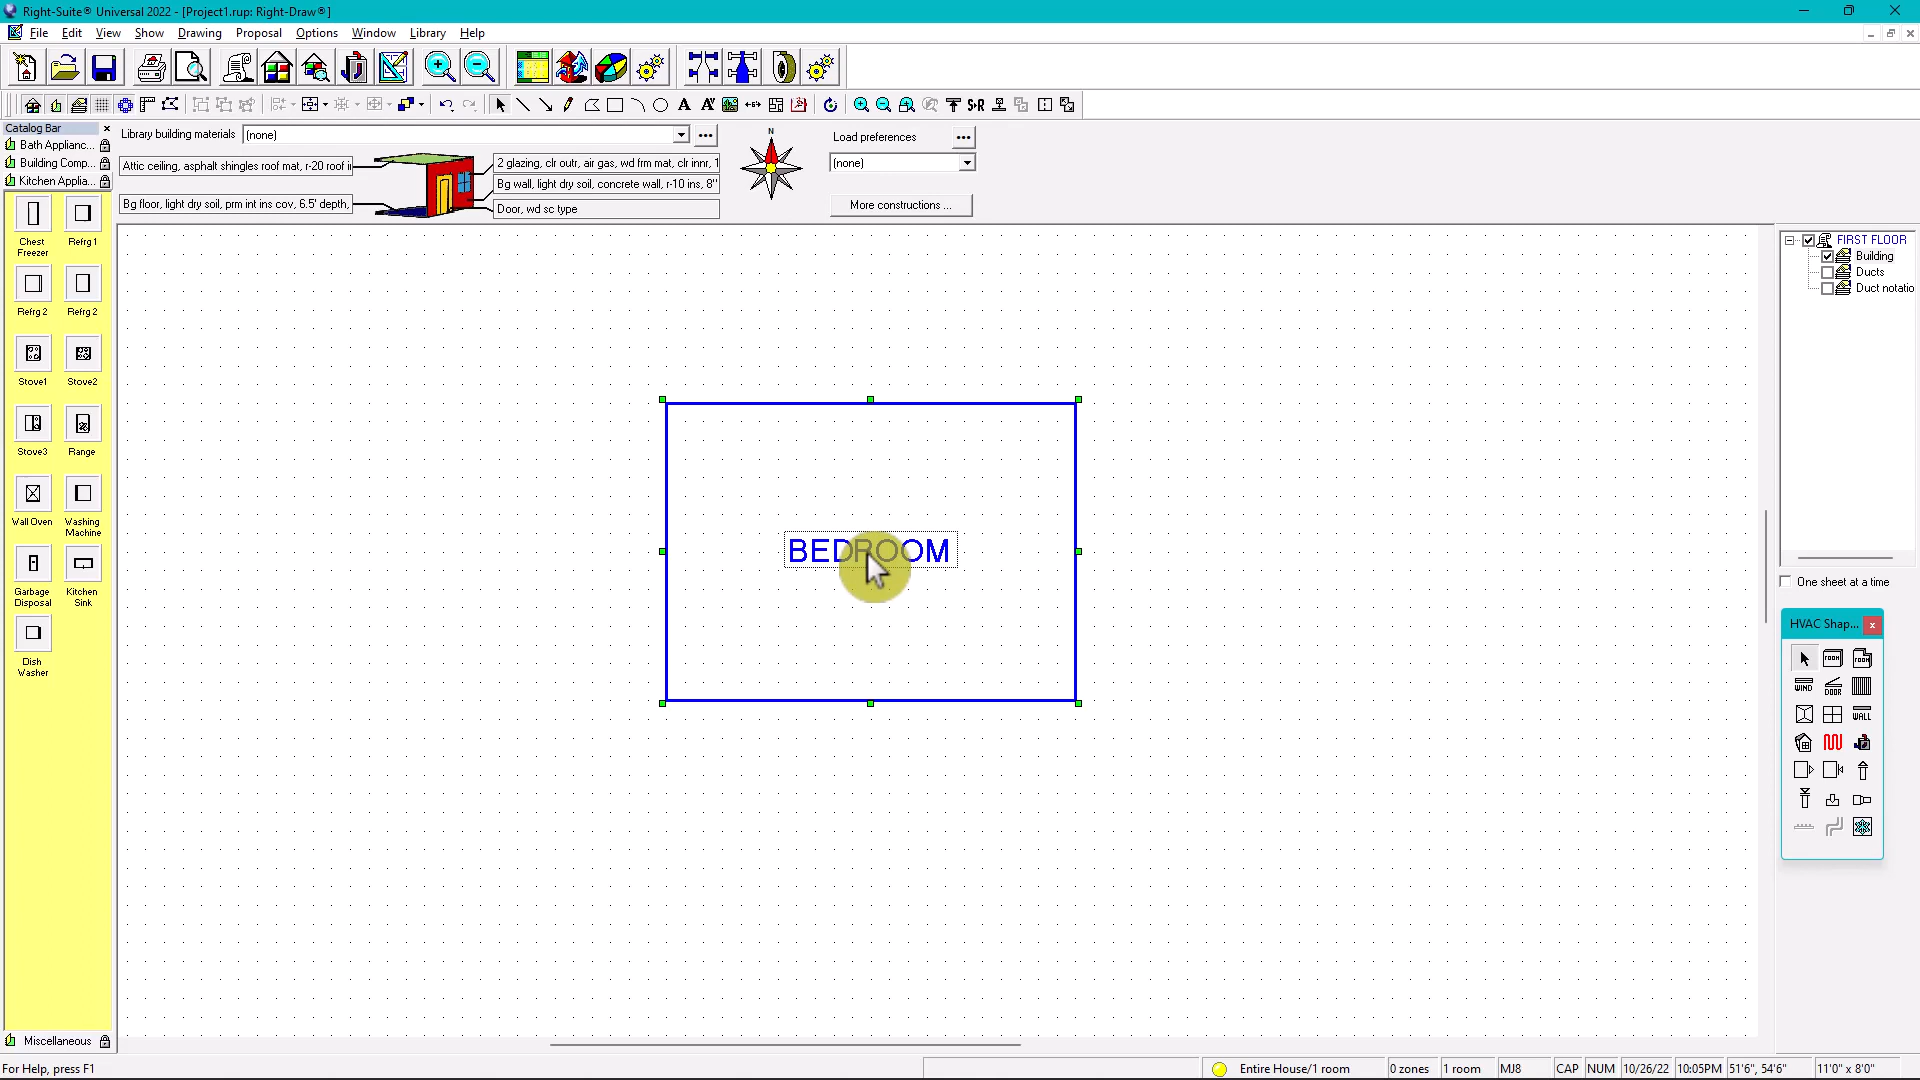 Right-Suite® Universal 2022 - [Project1.rup: Right-Draw®]
File Edit View Show Drawing Proposal Options Window Library Help
Catalog Bar
Bath Applianc...
Building Comp...
Kitchen Applia...
Chest Freezer
Refrg 1
Refrg 2
Refrg 2
Stove1
Stove2
Stove3
Range
Wall Oven
Washing Machine
Garbage Disposal
Kitchen Sink
Dish Washer
Miscellaneous
Library building materials (none)
Attic ceiling, asphalt shingles roof mat, r-20 roof i
Bg floor, light dry soil, prm int ins cov, 6.5' depth,
2 glazing, clr outr, air gas, wd frm mat, clr innr, 1
Bg wall, light dry soil, concrete wall, r-10 ins, 8"
Door, wd sc type
N
Load preferences
(none)
More constructions ...
S›R
BEDROOM
FIRST FLOOR
Building
Ducts
Duct notatio
One sheet at a time
HVAC Shap...
ROOM
ROOM
WIND
DOOR
WALL
For Help, press F1
Entire House/1 room 0 zones 1 room MJ8 CAP NUM 10/26/22 10:05PM 51'6", 54'6" 11'0" x 8'0"